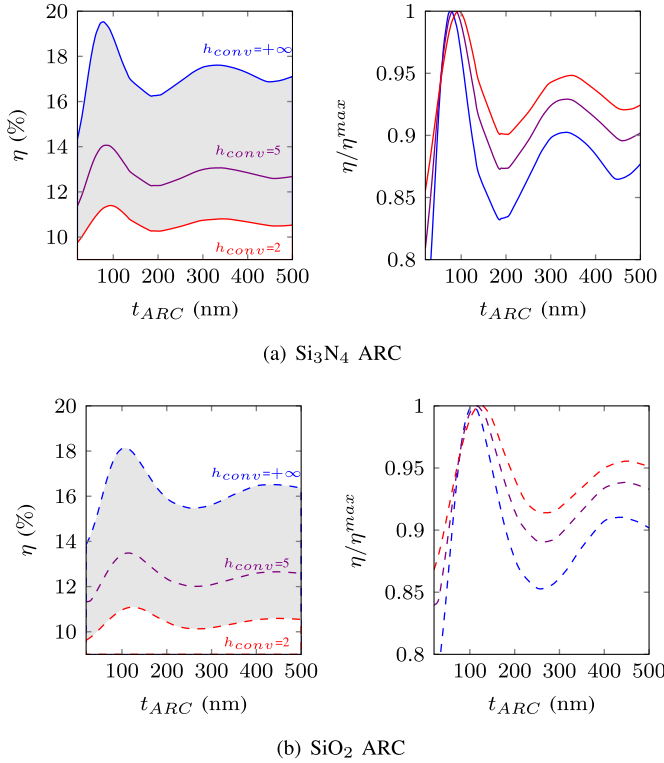 20
18
16
14
12
10
η (%)
h_conv=+∞
h_conv=5
h_conv=2
100 200 300 400 500
t_ARC (nm)
1
0.95
0.9
0.85
0.8
η/η^max
100 200 300 400 500
t_ARC (nm)
(a) Si₃N₄ ARC
20
18
16
14
12
10
η (%)
h_conv=+∞
h_conv=5
h_conv=2
100 200 300 400 500
t_ARC (nm)
1
0.95
0.9
0.85
0.8
η/η^max
100 200 300 400 500
t_ARC (nm)
(b) SiO₂ ARC